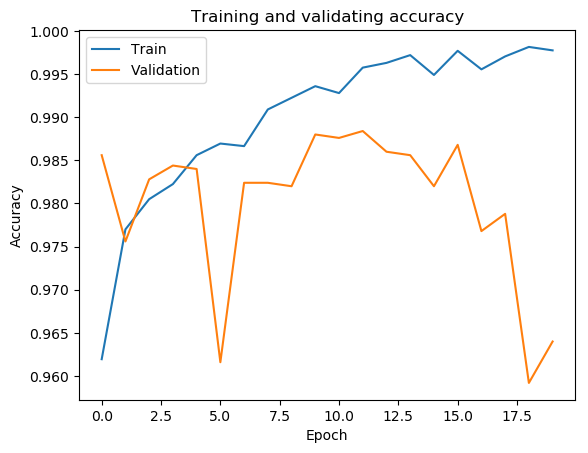 Training and validating accuracy
Train
Validation
1.000
0.995
0.990
0.985
0.980
0.975
0.970
0.965
0.960
Accuracy
0.0 2.5 5.0 7.5 10.0 12.5 15.0 17.5
Epoch